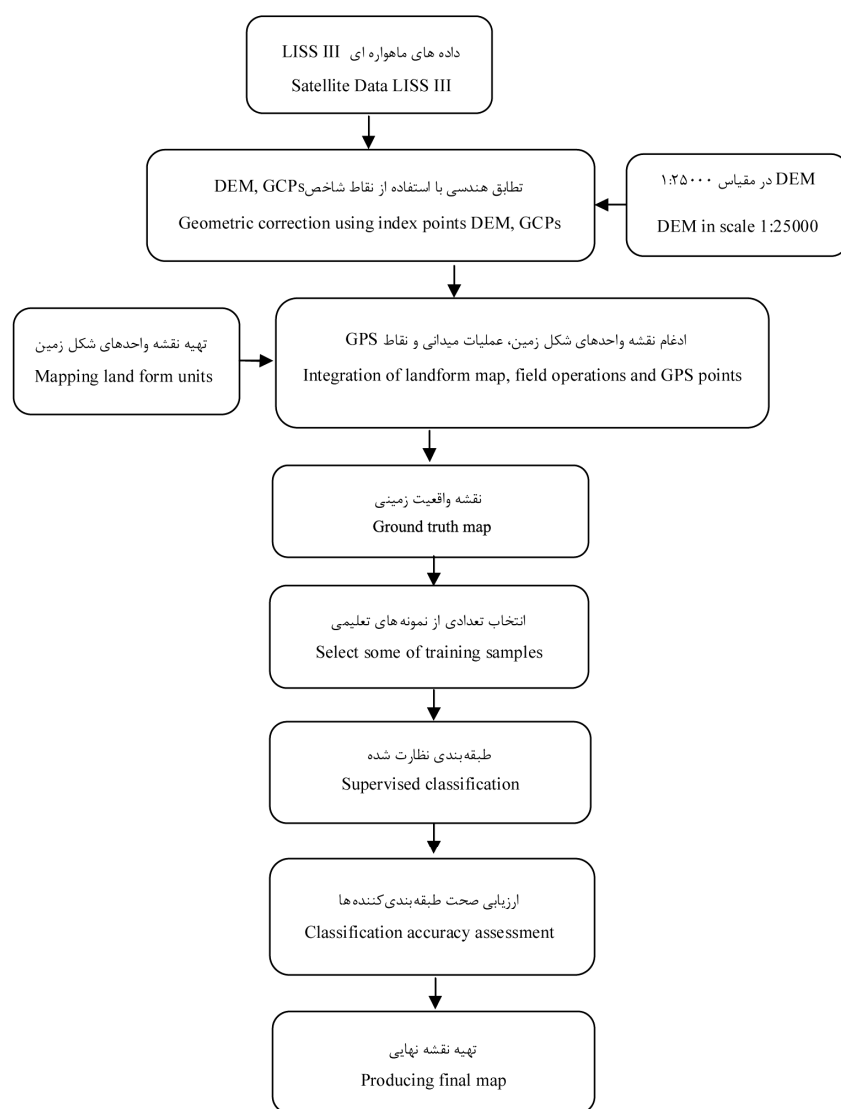 داده های ماهواره ای LISS III
Satellite Data LISS III
تطابق هندسی با استفاده از نقاط شاخص DEM, GCPs
Geometric correction using index points DEM, GCPs
DEM در مقیاس ۱:۲۵۰۰۰
DEM in scale 1:25000
تهیه نقشه واحدهای شکل زمین
Mapping land form units
ادغام نقشه واحدهای شکل زمین، عملیات میدانی و نقاط GPS
Integration of landform map, field operations and GPS points
نقشه واقعیت زمینی
Ground truth map
انتخاب تعدادی از نمونه های تعلیمی
Select some of training samples
طبقه‌بندی نظارت شده
Supervised classification
ارزیابی صحت طبقه‌بندی‌کننده‌ها
Classification accuracy assessment
تهیه نقشه نهایی
Producing final map